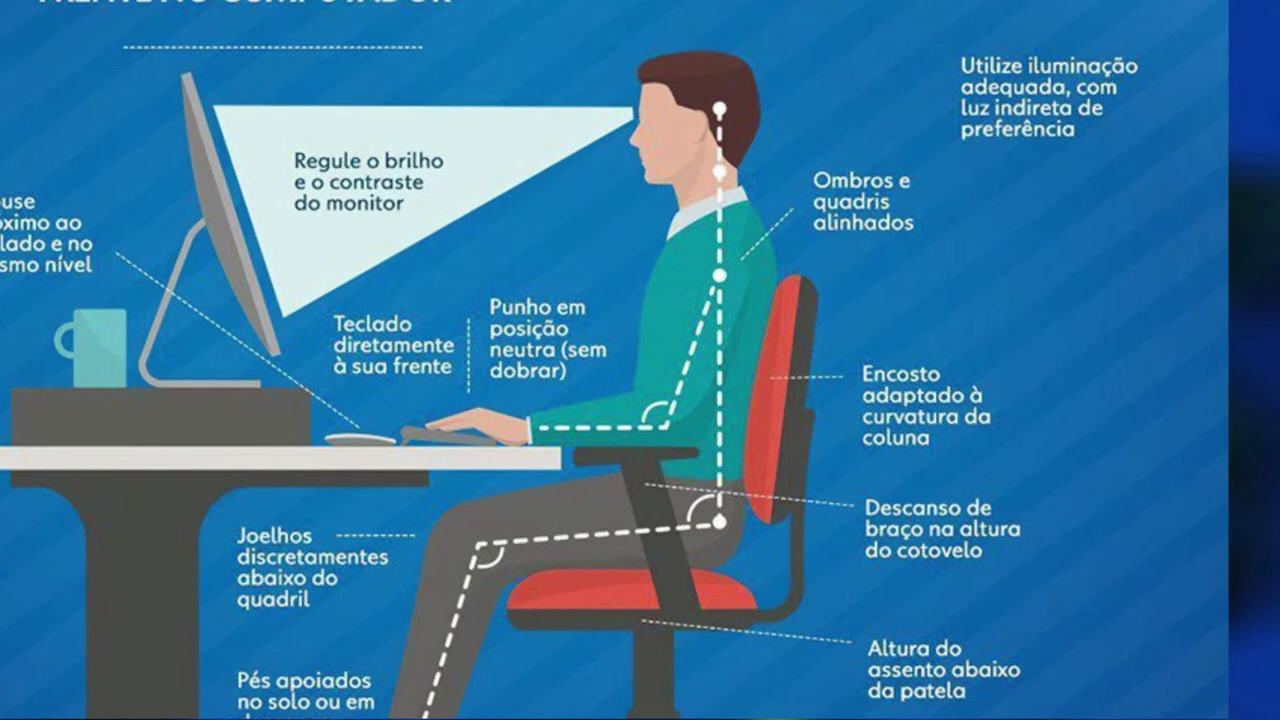 FRENTE AO COMPUTADOR
Utilize iluminação
adequada, com
luz indireta de
preferência
Regule o brilho
e o contraste
do monitor
Ombros e
quadris
alinhados
ao
e no
nível
Teclado
diretamente
à sua frente
Punho em
posição
neutra (sem
dobrar)
Encosto
adaptado à
curvatura da
coluna
Descanso de
braço na altura
do cotovelo
Joelhos
discretamentes
abaixo do
quadril
Altura do
assento abaixo
da patela
Pés apoiados
no solo ou em